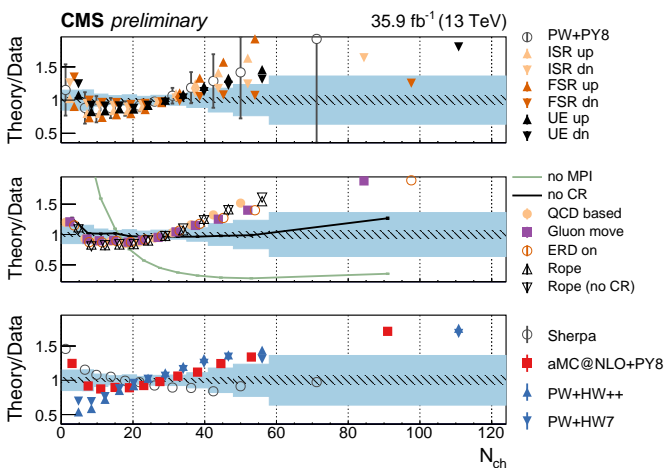 CMS preliminary 35.9 fb⁻¹ (13 TeV)
Theory/Data
1.5
1
0.5
PW+PY8
ISR up
ISR dn
FSR up
FSR dn
UE up
UE dn
Theory/Data
1.5
1
0.5
no MPI
no CR
QCD based
Gluon move
ERD on
Rope
Rope (no CR)
Theory/Data
1.5
1
0.5
Sherpa
aMC@NLO+PY8
PW+HW++
PW+HW7
0 20 40 60 80 100 120
N_ch